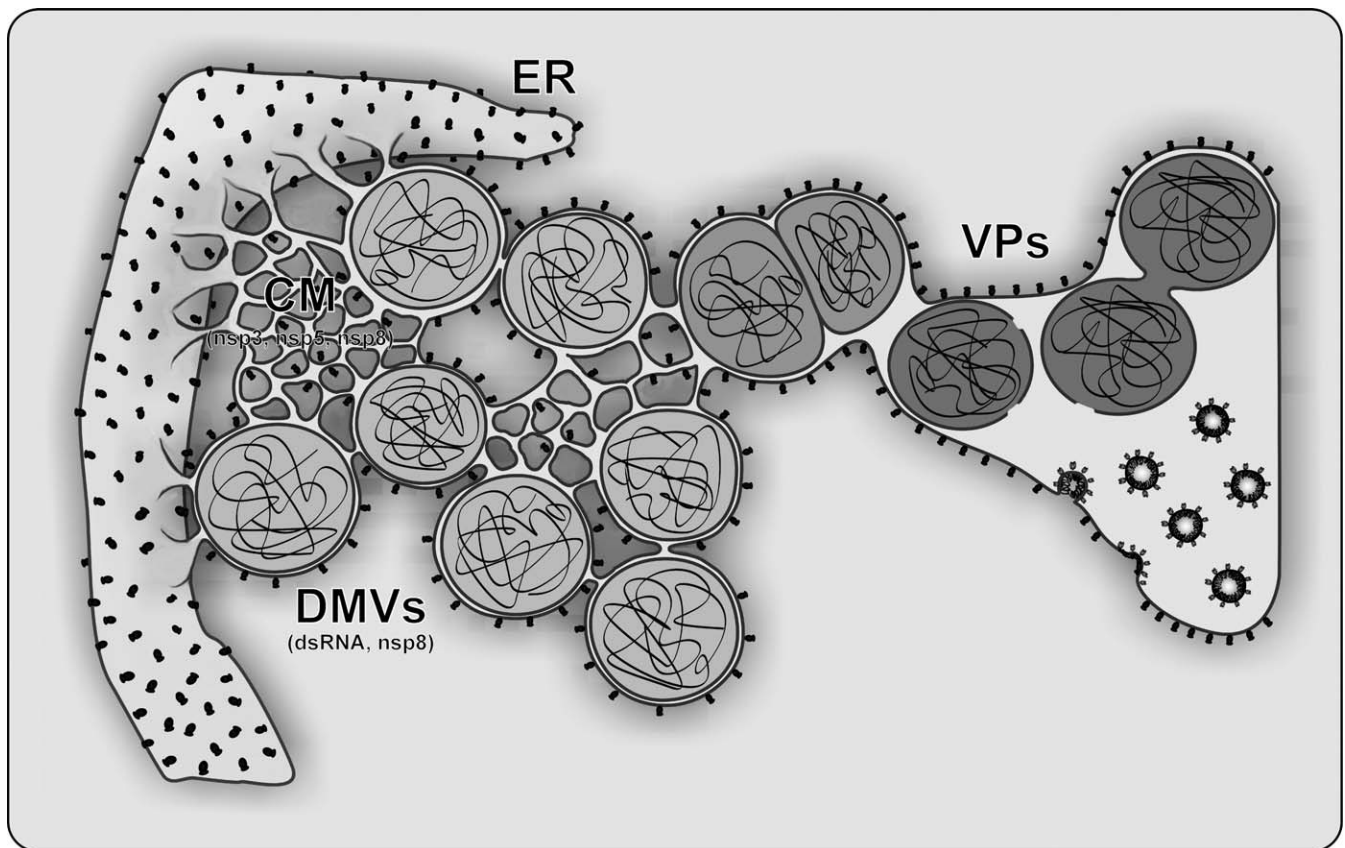 ER
VPs
CM
(nsp3, nsp5, nsp8)
DMVs
(dsRNA, nsp8)